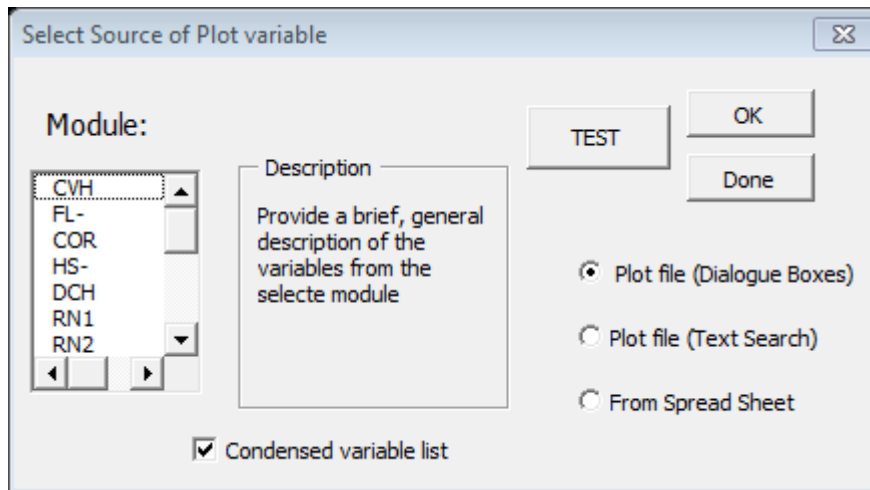 Select Source of Plot variable
Module:
CVH
FL-
COR
HS-
DCH
RN1
RN2
Description
Provide a brief, general
description of the
variables from the
selecte module
TEST
OK
Done
Plot file (Dialogue Boxes)
Plot file (Text Search)
From Spread Sheet
Condensed variable list